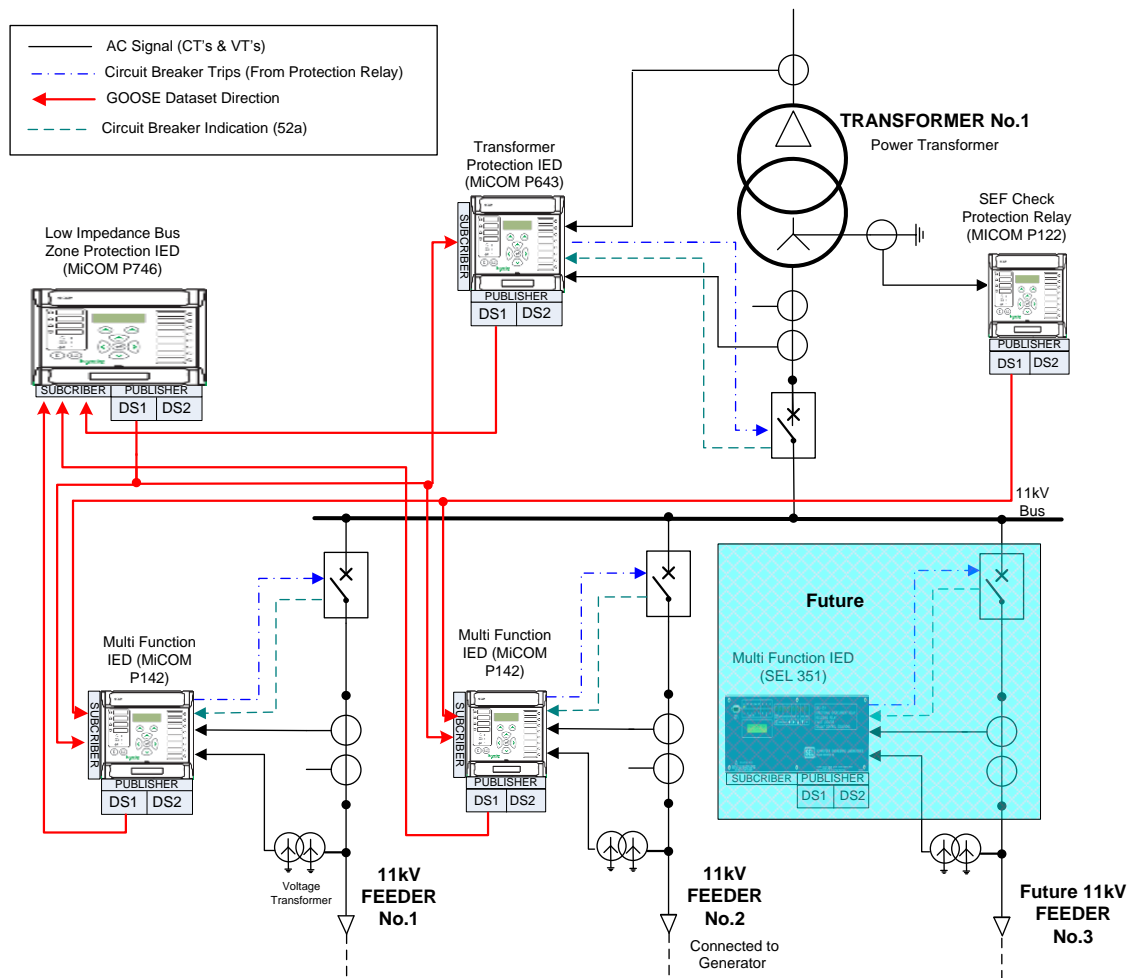 AC Signal (CT's & VT's)
Circuit Breaker Trips (From Protection Relay)
GOOSE Dataset Direction
Circuit Breaker Indication (52a)
TRANSFORMER No.1
Power Transformer
Transformer
Protection IED
(MiCOM P643)
SUBCRIBER
PUBLISHER
DS1
DS2
SEF Check
Protection Relay
(MICOM P122)
PUBLISHER
DS1
DS2
Low Impedance Bus
Zone Protection IED
(MiCOM P746)
SUBCRIBER
PUBLISHER
DS1
DS2
11kV
Bus
Multi Function
IED (MiCOM
P142)
SUBCRIBER
PUBLISHER
DS1
DS2
Multi Function
IED (MiCOM
P142)
SUBCRIBER
PUBLISHER
DS1
DS2
Future
Multi Function IED
(SEL 351)
SUBCRIBER
PUBLISHER
DS1
DS2
Voltage
Transformer
11kV
FEEDER
No.1
11kV
FEEDER
No.2
Connected to
Generator
Future 11kV
FEEDER
No.3